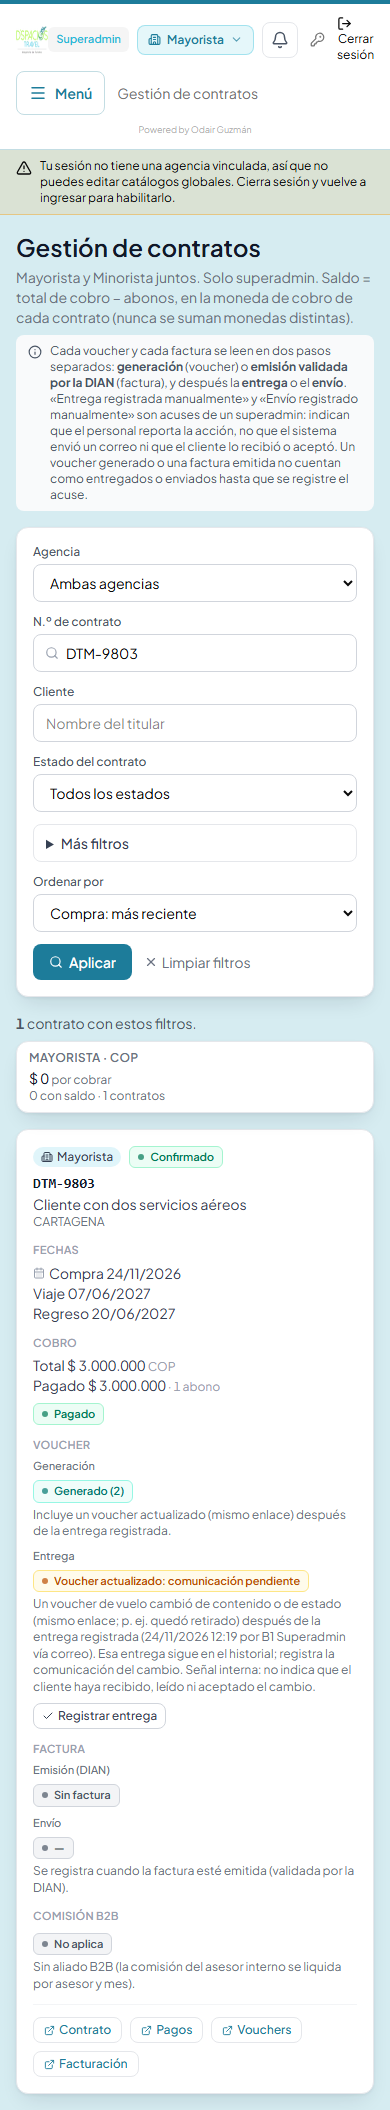 DSPACIOS
TRAVEL
Superadmin
Mayorista
Cerrar
sesión
Menú
Gestión de contratos
Powered by Odair Guzmán
Tu sesión no tiene una agencia vinculada, así que no
puedes editar catálogos globales. Cierra sesión y vuelve a
ingresar para habilitarlo.
Gestión de contratos
Mayorista y Minorista juntos. Solo superadmin. Saldo =
total de cobro − abonos, en la moneda de cobro de
cada contrato (nunca se suman monedas distintas).
Cada voucher y cada factura se leen en dos pasos
separados: generación (voucher) o emisión validada
por la DIAN (factura), y después la entrega o el envío.
«Entrega registrada manualmente» y «Envío registrado
manualmente» son acuses de un superadmin: indican
que el personal reporta la acción, no que el sistema
envió un correo ni que el cliente lo recibió o aceptó. Un
voucher generado o una factura emitida no cuentan
como entregados o enviados hasta que se registre el
acuse.
Agencia
Ambas agencias
N.º de contrato
DTM-9803
Cliente
Nombre del titular
Estado del contrato
Todos los estados
Más filtros
Ordenar por
Compra: más reciente
Aplicar
Limpiar filtros
1 contrato con estos filtros.
MAYORISTA · COP
$ 0 por cobrar
0 con saldo · 1 contratos
Mayorista
Confirmado
DTM-9803
Cliente con dos servicios aéreos
CARTAGENA
FECHAS
Compra 24/11/2026
Viaje 07/06/2027
Regreso 20/06/2027
COBRO
Total $ 3.000.000 COP
Pagado $ 3.000.000 · 1 abono
Pagado
VOUCHER
Generación
Generado (2)
Incluye un voucher actualizado (mismo enlace) después
de la entrega registrada.
Entrega
Voucher actualizado: comunicación pendiente
Un voucher de vuelo cambió de contenido o de estado
(mismo enlace; p. ej. quedó retirado) después de la
entrega registrada (24/11/2026 12:19 por B1 Superadmin
vía correo). Esa entrega sigue en el historial; registra la
comunicación del cambio. Señal interna: no indica que el
cliente haya recibido, leído ni aceptado el cambio.
Registrar entrega
FACTURA
Emisión (DIAN)
Sin factura
Envío
—
Se registra cuando la factura esté emitida (validada por la
DIAN).
COMISIÓN B2B
No aplica
Sin aliado B2B (la comisión del asesor interno se liquida
por asesor y mes).
Contrato
Pagos
Vouchers
Facturación